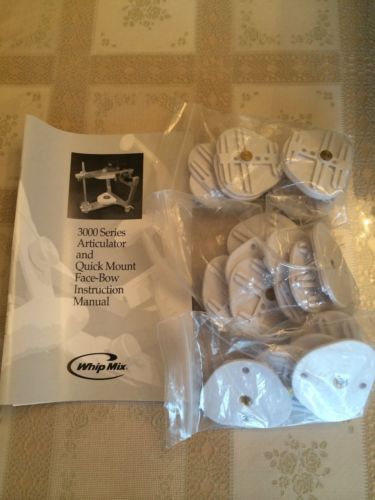 3000 Series
Articulator
and
Quick Mount
Face-Bow
Instruction
Manual
Whip Mix